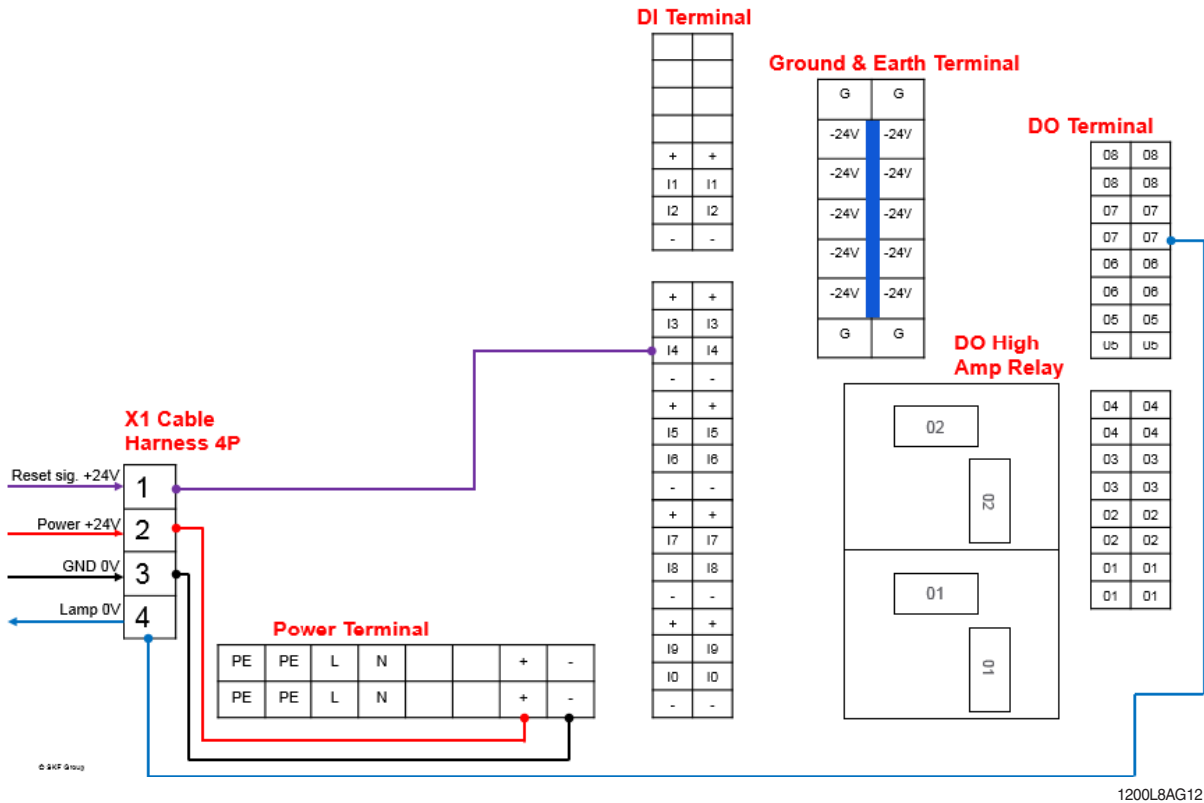 DI Terminal
+ +
I1 I1
I2 I2
- -
+ +
I3 I3
I4 I4
- -
+ +
I5 I5
I6 I6
- -
+ +
I7 I7
I8 I8
- -
+ +
I9 I9
I0 I0
- -
Ground & Earth Terminal
G G
-24V -24V
-24V -24V
-24V -24V
-24V -24V
-24V -24V
G G
DO Terminal
08 08
08 08
07 07
07 07
06 06
06 06
05 05
05 05
04 04
04 04
03 03
03 03
02 02
02 02
01 01
01 01
DO High
Amp Relay
02
02
01
01
X1 Cable
Harness 4P
Reset sig. +24V 1
Power +24V 2
GND 0V 3
Lamp 0V 4
Power Terminal
PE PE L N + -
PE PE L N + -
© SKF Group
1200L8AG12